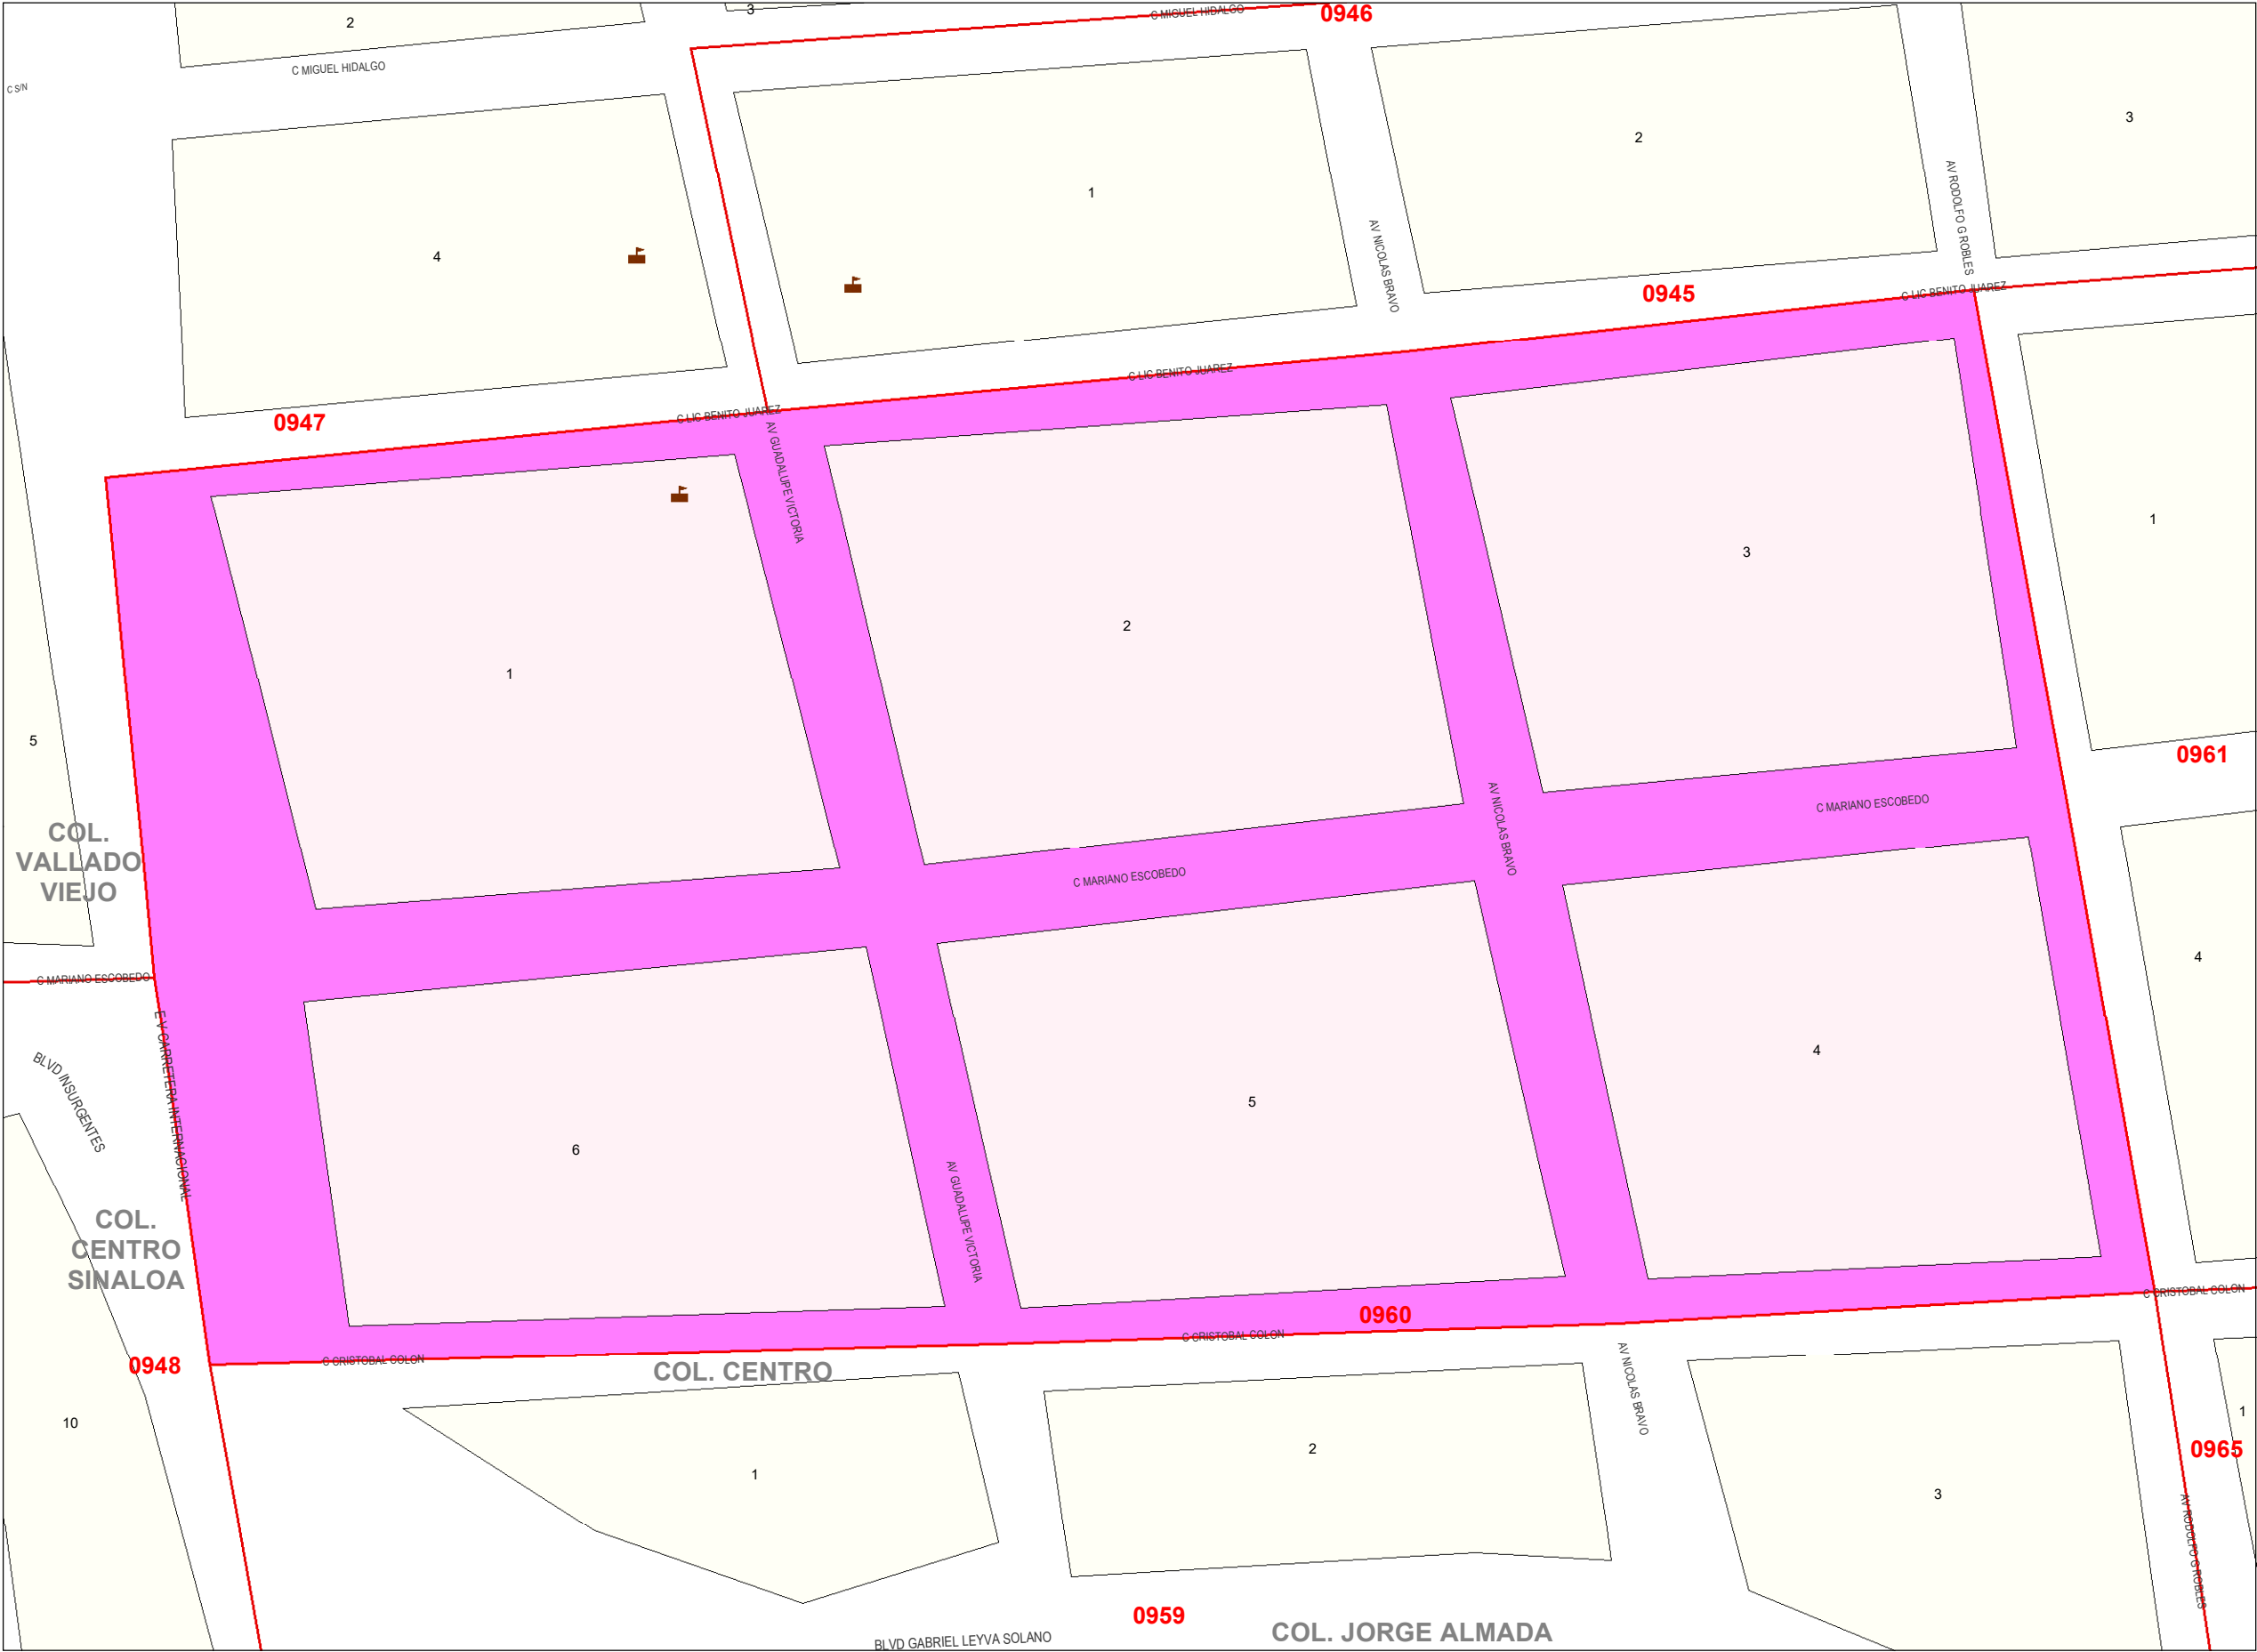 2
3
C MIGUEL HIDALGO
0946
C MIGUEL HIDALGO
C S/N
3
2
1
AV RODOLFO G ROBLES
4
AV NICOLAS BRAVO
0945
C LIC BENITO JUAREZ
C LIC BENITO JUAREZ
C LIC BENITO JUAREZ
0947
AV GUADALUPE VICTORIA
1
3
2
1
5
0961
C MARIANO ESCOBEDO
AV NICOLAS BRAVO
COL.
VALLADO
VIEJO
C MARIANO ESCOBEDO
4
C MARIANO ESCOBEDO
E V CARRETERA INTERNACIONAL
BLVD INSURGENTES
4
5
6
AV GUADALUPE VICTORIA
COL.
CENTRO
SINALOA
C CRISTOBAL COLON
0960
C CRISTOBAL COLON
C CRISTOBAL COLON
0948
COL. CENTRO
AV NICOLAS BRAVO
1
10
2
0965
1
3
AV RODOLFO G ROBLES
0959
COL. JORGE ALMADA
BLVD GABRIEL LEYVA SOLANO